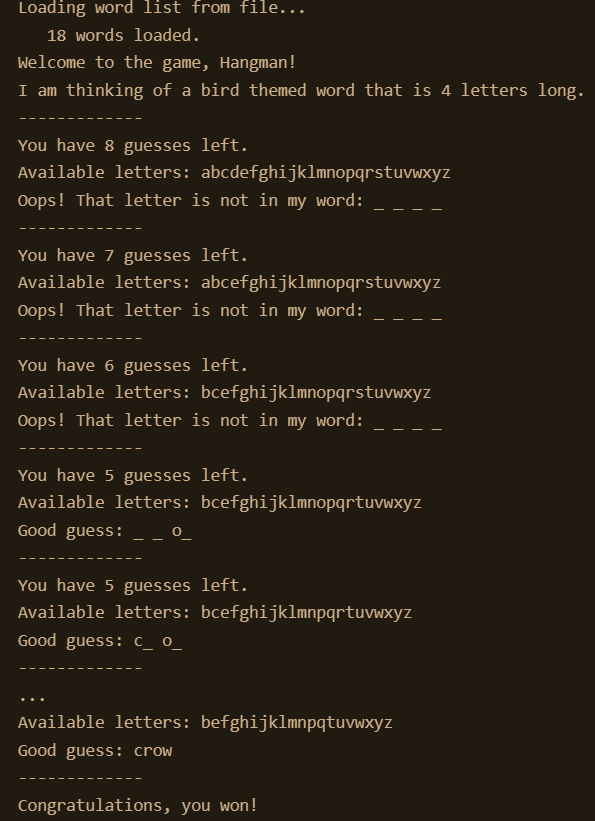 Loading word list from file...
   18 words loaded.
Welcome to the game, Hangman!
I am thinking of a bird themed word that is 4 letters long.
-------------
You have 8 guesses left.
Available letters: abcdefghijklmnopqrstuvwxyz
Oops! That letter is not in my word: _ _ _ _
-------------
You have 7 guesses left.
Available letters: abcefghijklmnopqrstuvwxyz
Oops! That letter is not in my word: _ _ _ _
-------------
You have 6 guesses left.
Available letters: bcefghijklmnopqrstuvwxyz
Oops! That letter is not in my word: _ _ _ _
-------------
You have 5 guesses left.
Available letters: bcefghijklmnopqrtuvwxyz
Good guess: _ _ o_
-------------
You have 5 guesses left.
Available letters: bcefghijklmnpqrtuvwxyz
Good guess: c_ o_
-------------
...
Available letters: befghijklmnpqtuvwxyz
Good guess: crow
-------------
Congratulations, you won!